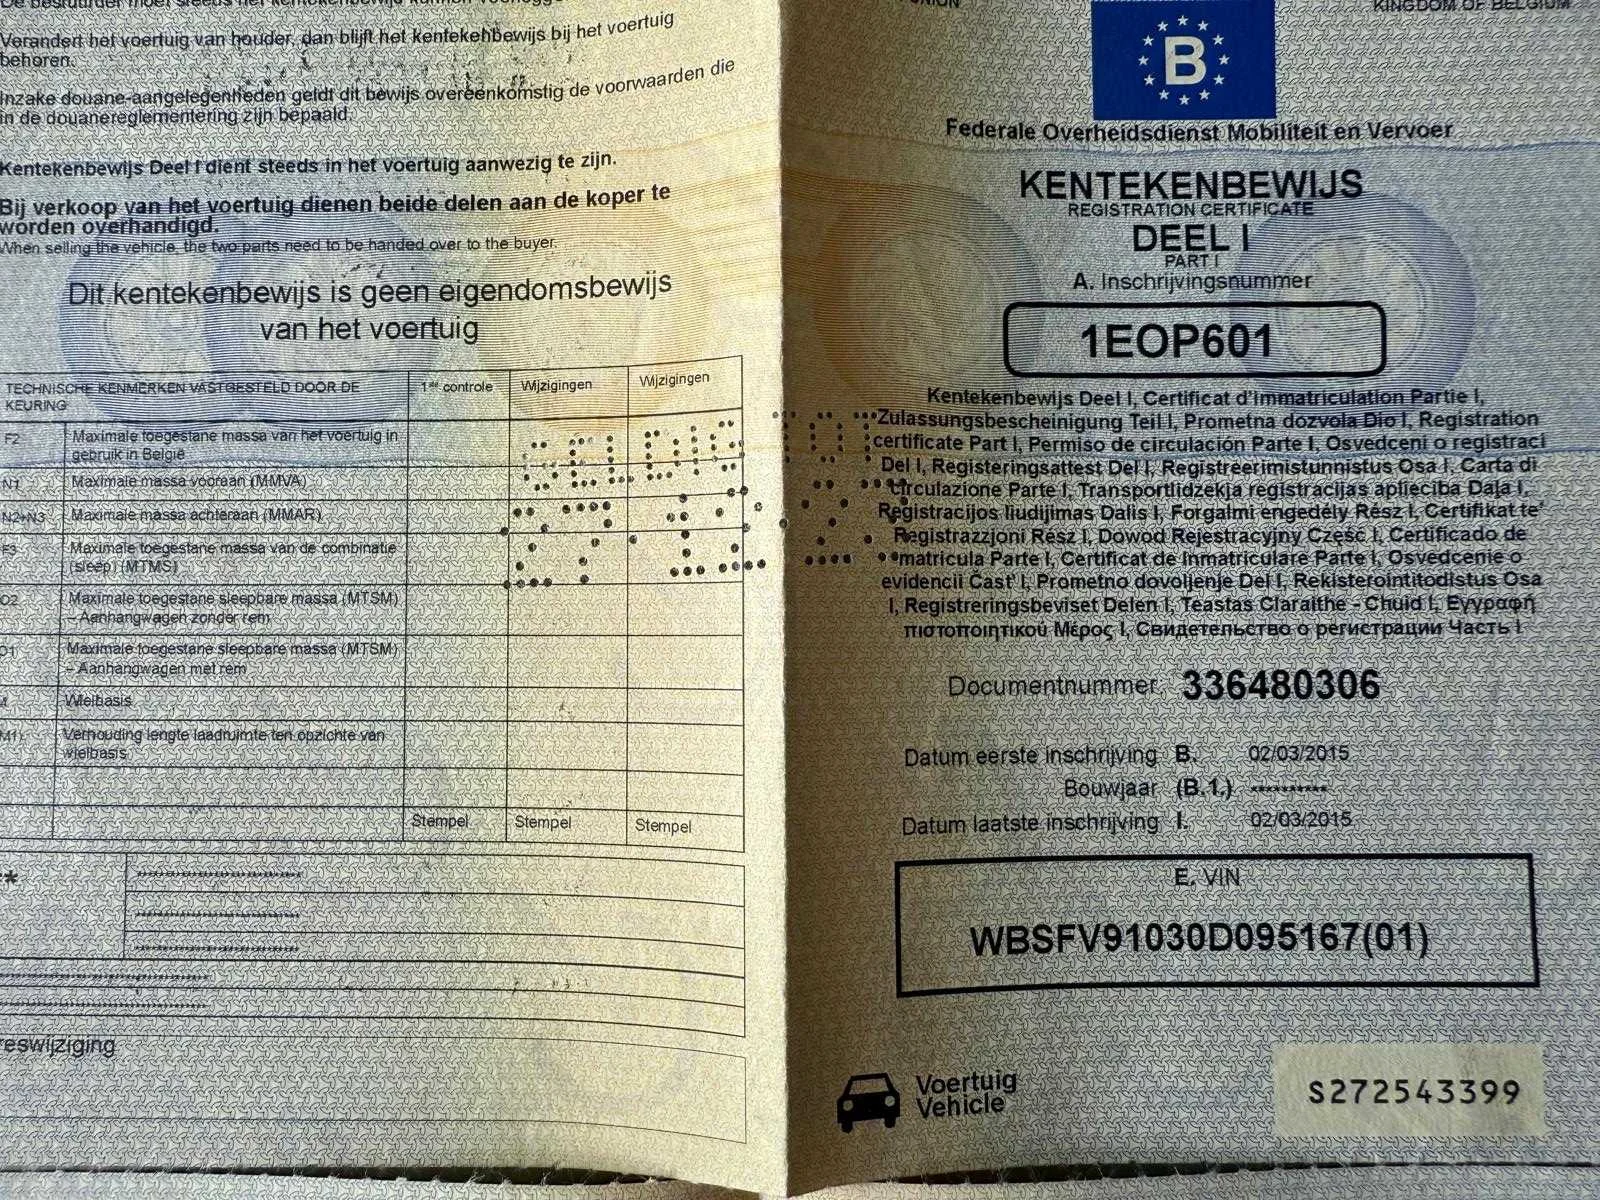 De bestuurder moet steeds het kentekenbewijs kunnen
Verandert het voertuig van houder, dan blijft het kentekenbewijs bij het voertuig
behoren.
Inzake douane-aangelegenheden geldt dit bewijs overeenkomstig de voorwaarden die
in de douanereglementering zijn bepaald.
Kentekenbewijs Deel I dient steeds in het voertuig aanwezig te zijn.
Bij verkoop van het voertuig dienen beide delen aan de koper te
worden overhandigd.
When selling the vehicle, the two parts need to be handed over to the buyer.
Dit kentekenbewijs is geen eigendomsbewijs
van het voertuig
TECHNISCHE KENMERKEN VASTGESTELD DOOR DE
KEURING
1ste controle
Wijzigingen
Wijzigingen
F2 Maximale toegestane massa van het voertuig in
gebruik in België
N1 Maximale massa vooraan (MMVA)
N2+N3 Maximale massa achteraan (MMAR)
F3 Maximale toegestane massa van de combinatie
(sleep) (MTMS)
O2 Maximale toegestane sleepbare massa (MTSM)
– Aanhangwagen zonder rem
O1 Maximale toegestane sleepbare massa (MTSM)
– Aanhangwagen met rem
M Wielbasis
(M1) Verhouding lengte laadruimte ten opzichte van
wielbasis
Stempel Stempel Stempel
**
**********
**********
**********
reswijziging
UNION
KINGDOM OF BELGIUM
B
Federale Overheidsdienst Mobiliteit en Vervoer
KENTEKENBEWIJS
REGISTRATION CERTIFICATE
DEEL I
PART I
A. Inschrijvingsnummer
1EOP601
Kentekenbewijs Deel I, Certificat d'immatriculation Partie I,
Zulassungsbescheinigung Teil I, Prometna dozvola Dio I, Registration
certificate Part I, Permiso de circulación Parte I, Osvedceni o registraci
Del I, Registeringsattest Del I, Registreerimistunnistus Osa I, Carta di
circulazione Parte I, Transportlidzekja registracijas aplieciba Daļa I,
Registracijos liudijimas Dalis I, Forgalmi engedély Rész I, Certifikat te'
Registrazzjoni Rész I, Dowod Rejestracyjny Część I, Certificado de
matricula Parte I, Certificat de Inmatriculare Parte I, Osvedcenie o
evidencii Čast' I, Prometno dovoljenje Del I, Rekisterointitodistus Osa
I, Registreringsbeviset Delen I, Teastas Claraithe - Chuid I, Εγγραφή
πιστοποιητικού Μέρος I, Свидетельство о регистрации Часть I
Documentnummer 336480306
Datum eerste inschrijving B. 02/03/2015
Bouwjaar (B.1.) **********
Datum laatste inschrijving I. 02/03/2015
E. VIN
WBSFV91030D095167(01)
Voertuig
Vehicle
S272543399